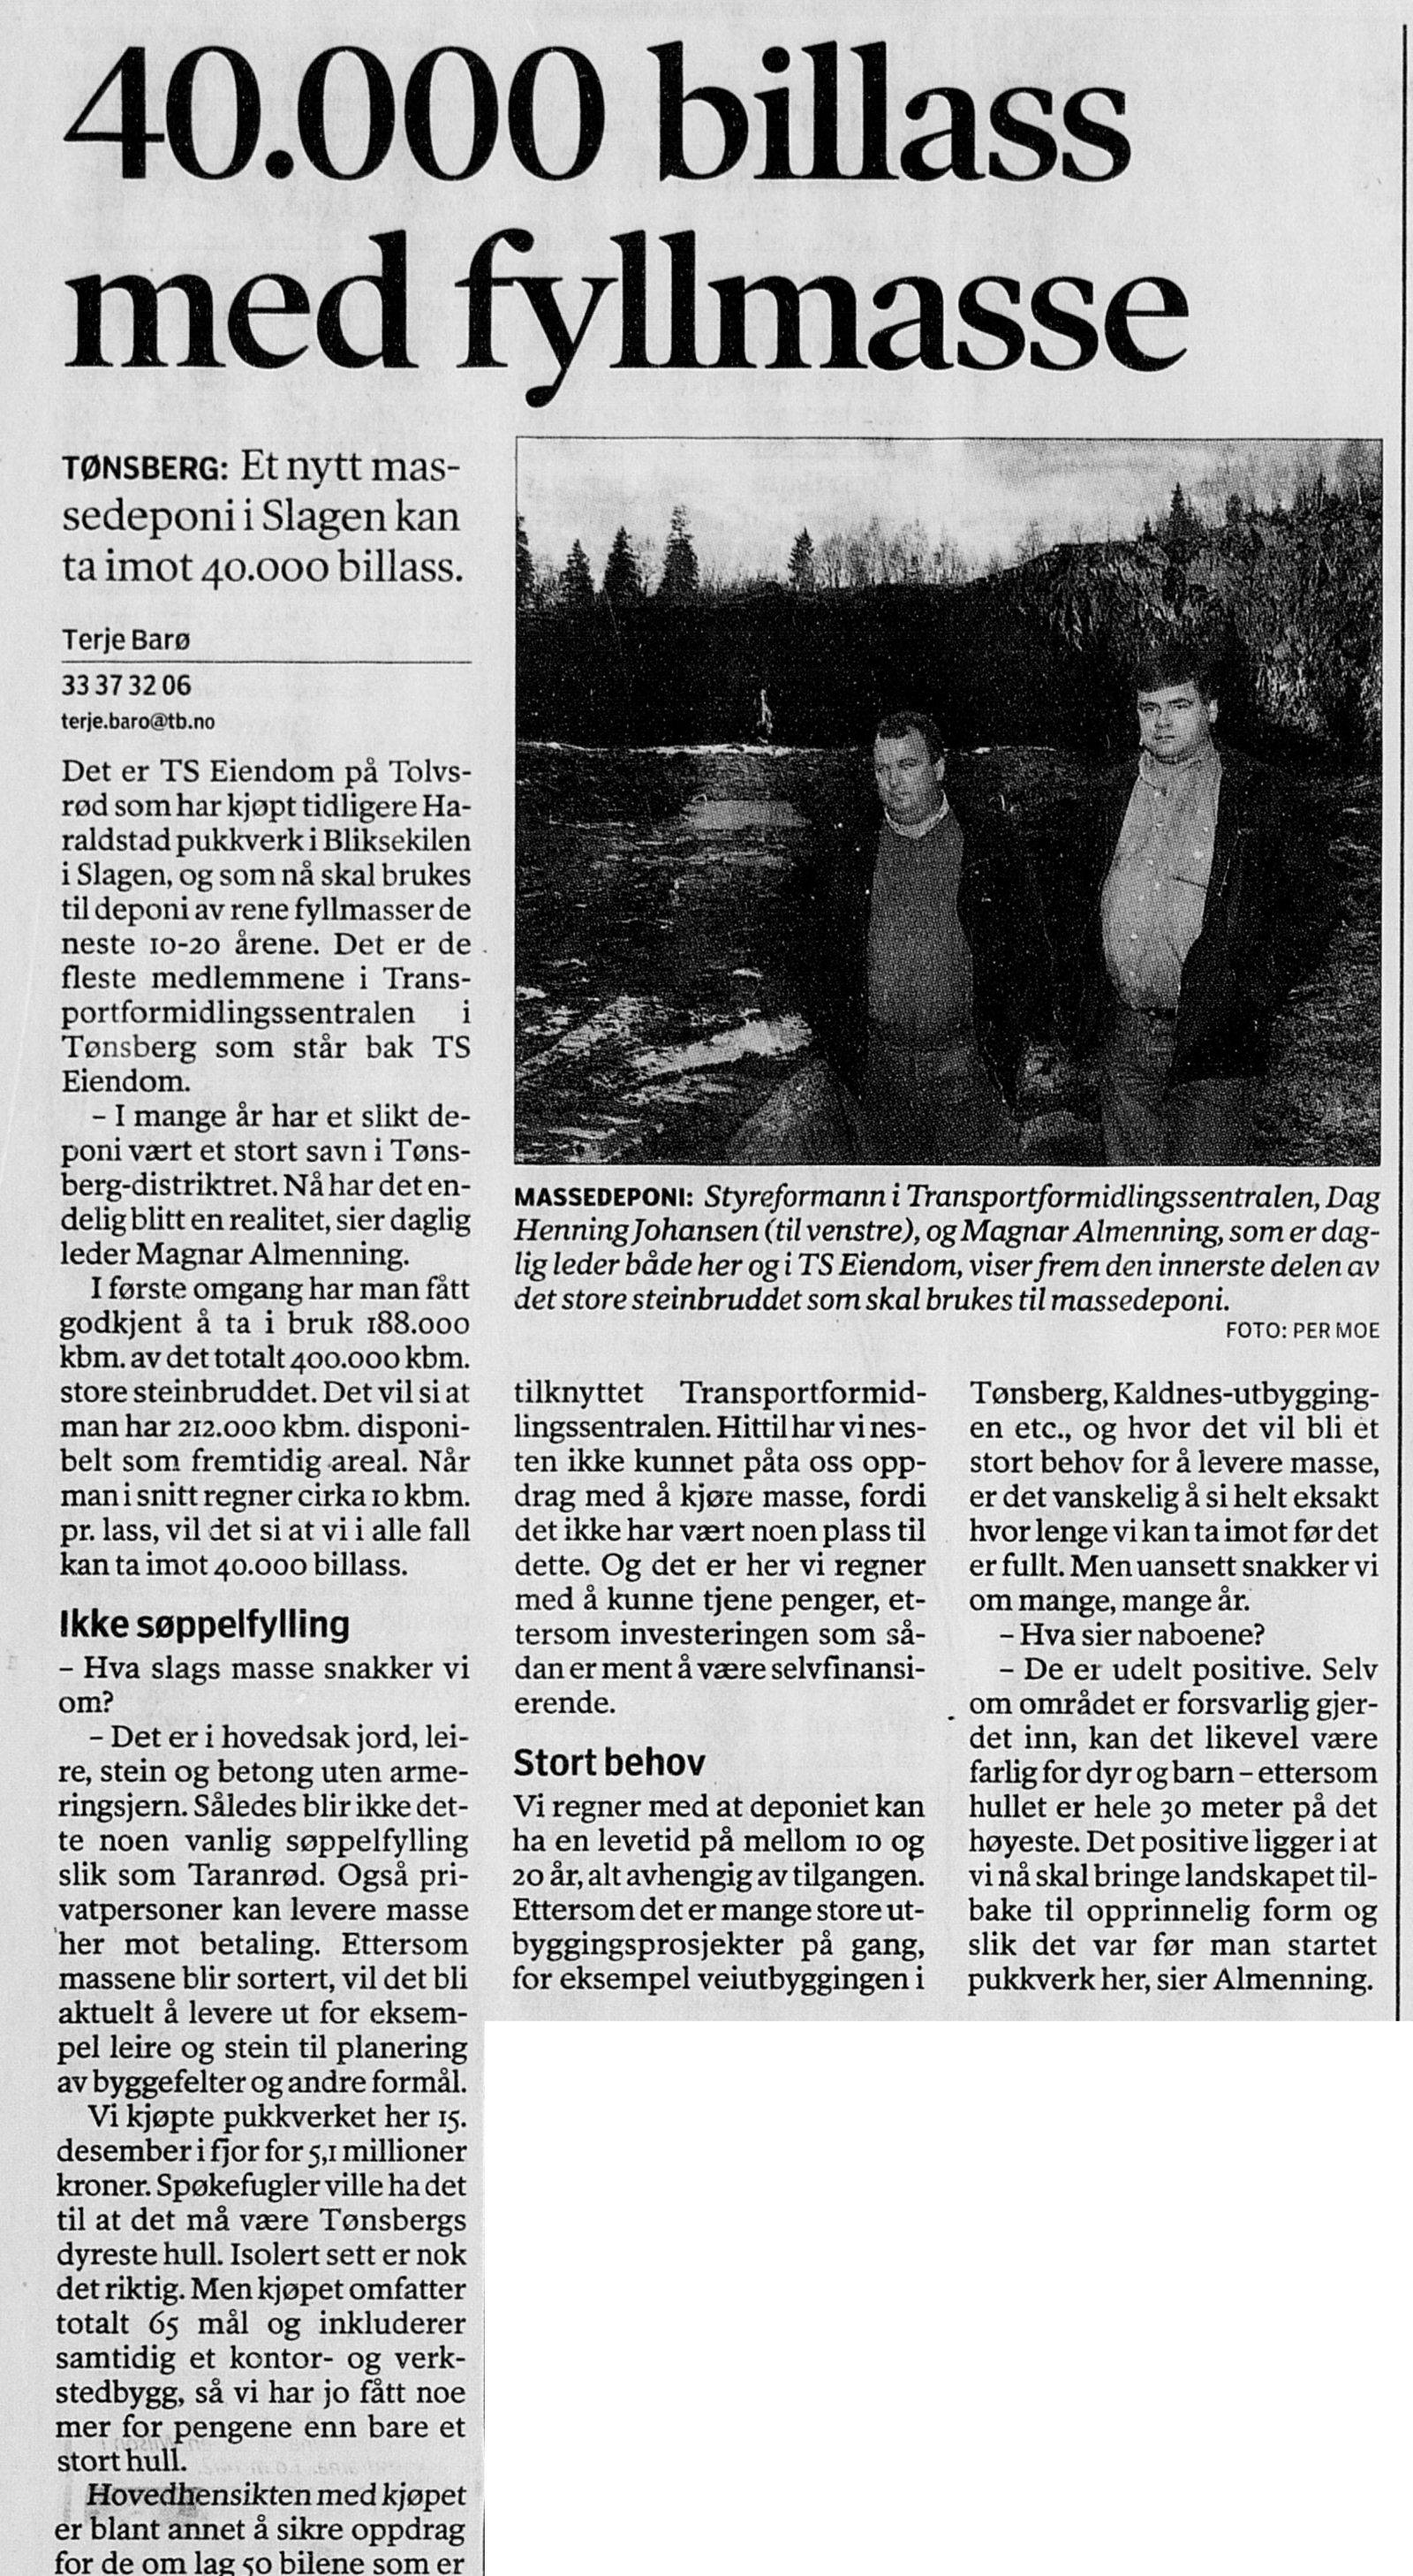 40.000 billass
med fyllmasse
TØNSBERG: Et nytt mas-
sedeponi i Slagen kan
ta imot 40.000 billass.
Terje Barø
33 37 32 06
terje.baro@tb.no
Det er TS Eiendom på Tolvs-
rød som har kjøpt tidligere Ha-
raldstad pukkverk i Bliksekilen
i Slagen, og som nå skal brukes
til deponi av rene fyllmasser de
neste 10-20 årene. Det er de
fleste medlemmene i Trans-
portformidlingssentralen i
Tønsberg som står bak TS
Eiendom.
– I mange år har et slikt de-
poni vært et stort savn i Tøns-
berg-distriktret. Nå har det en-
delig blitt en realitet, sier daglig
leder Magnar Almenning.
I første omgang har man fått
godkjent å ta i bruk 188.000
kbm. av det totalt 400.000 kbm.
store steinbruddet. Det vil si at
man har 212.000 kbm. disponi-
belt som fremtidig areal. Når
man i snitt regner cirka 10 kbm.
pr. lass, vil det si at vi i alle fall
kan ta imot 40.000 billass.
Ikke søppelfylling
– Hva slags masse snakker vi
om?
– Det er i hovedsak jord, lei-
re, stein og betong uten arme-
ringsjern. Således blir ikke det-
te noen vanlig søppelfylling
slik som Taranrød. Også pri-
vatpersoner kan levere masse
her mot betaling. Ettersom
massene blir sortert, vil det bli
aktuelt å levere ut for eksem-
pel leire og stein til planering
av byggefelter og andre formål.
Vi kjøpte pukkverket her 15.
desember i fjor for 5,1 millioner
kroner. Spøkefugler ville ha det
til at det må være Tønsbergs
dyreste hull. Isolert sett er nok
det riktig. Men kjøpet omfatter
totalt 65 mål og inkluderer
samtidig et kontor- og verk-
stedbygg, så vi har jo fått noe
mer for pengene enn bare et
stort hull.
Hovedhensikten med kjøpet
er blant annet å sikre oppdrag
for de om lag 50 bilene som er
MASSEDEPONI: Styreformann i Transportformidlingssentralen, Dag
Henning Johansen (til venstre), og Magnar Almenning, som er dag-
lig leder både her og i TS Eiendom, viser frem den innerste delen av
det store steinbruddet som skal brukes til massedeponi.
FOTO: PER MOE
tilknyttet Transportformid-
lingssentralen. Hittil har vi nes-
ten ikke kunnet påta oss opp-
drag med å kjøre masse, fordi
det ikke har vært noen plass til
dette. Og det er her vi regner
med å kunne tjene penger, et-
tersom investeringen som så-
dan er ment å være selvfinansi-
erende.
Stort behov
Vi regner med at deponiet kan
ha en levetid på mellom 10 og
20 år, alt avhengig av tilgangen.
Ettersom det er mange store ut-
byggingsprosjekter på gang,
for eksempel veiutbyggingen i
Tønsberg, Kaldnes-utbygging-
en etc., og hvor det vil bli et
stort behov for å levere masse,
er det vanskelig å si helt eksakt
hvor lenge vi kan ta imot før det
er fullt. Men uansett snakker vi
om mange, mange år.
– Hva sier naboene?
– De er udelt positive. Selv
om området er forsvarlig gjer-
det inn, kan det likevel være
farlig for dyr og barn – ettersom
hullet er hele 30 meter på det
høyeste. Det positive ligger i at
vi nå skal bringe landskapet til-
bake til opprinnelig form og
slik det var før man startet
pukkverk her, sier Almenning.